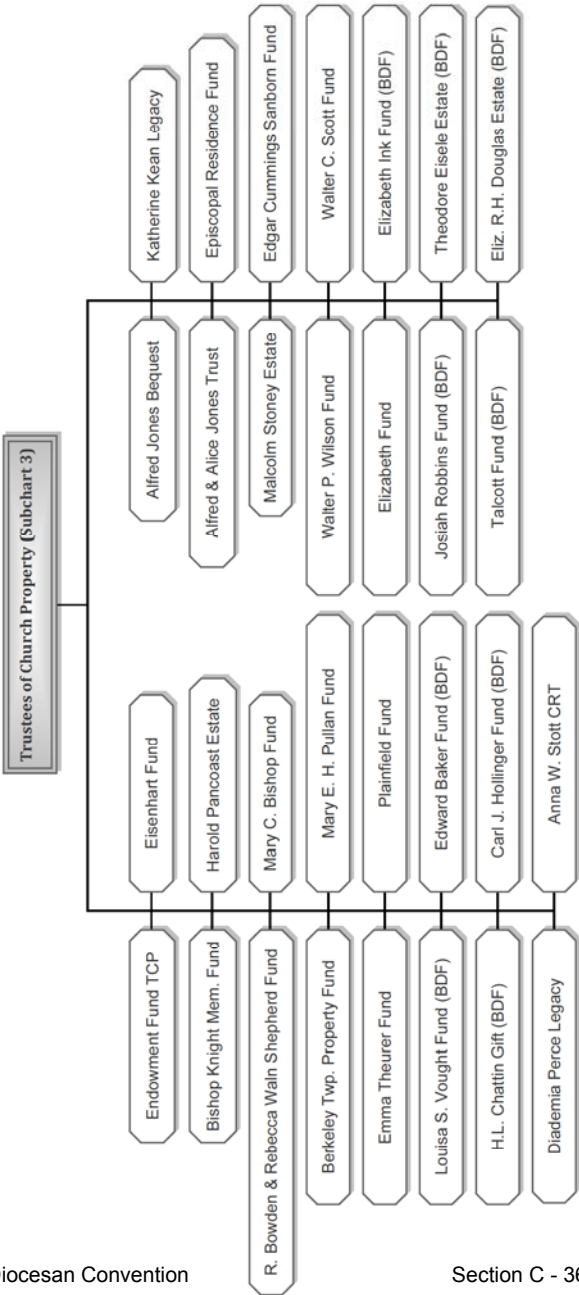 Trustees of Church Property (Subchart 3)
Endowment Fund TCP
Eisenhart Fund
Bishop Knight Mem. Fund
Harold Pancoast Estate
R. Bowden & Rebecca Waln Shepherd Fund
Mary C. Bishop Fund
Berkeley Twp. Property Fund
Mary E. H. Pullan Fund
Emma Theurer Fund
Plainfield Fund
Louisa S. Vought Fund (BDF)
Edward Baker Fund (BDF)
H.L. Chattin Gift (BDF)
Carl J. Hollinger Fund (BDF)
Diademia Perce Legacy
Anna W. Stott CRT
Alfred Jones Bequest
Katherine Kean Legacy
Alfred & Alice Jones Trust
Episcopal Residence Fund
Malcolm Stoney Estate
Edgar Cummings Sanborn Fund
Walter P. Wilson Fund
Walter C. Scott Fund
Elizabeth Fund
Elizabeth Ink Fund (BDF)
Josiah Robbins Fund (BDF)
Theodore Eisele Estate (BDF)
Talcott Fund (BDF)
Eliz. R.H. Douglas Estate (BDF)
Diocesan Convention
Section C - 36